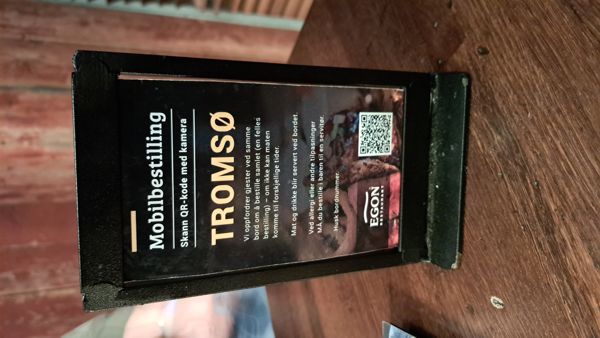 Mobilbestilling
Skann QR-kode med kamera
TROMSØ
Vi oppfordrer gjester ved samme
bord om å bestille samlet (en felles
bestilling) – om ikke kan maten
komme til forskjellige tider.
Mat og drikke blir servert ved bordet.
Ved allergi eller andre tilpasninger
MÅ du bestille i baren til en servitør.
Husk bordnummer.
EGON
RESTAURANT